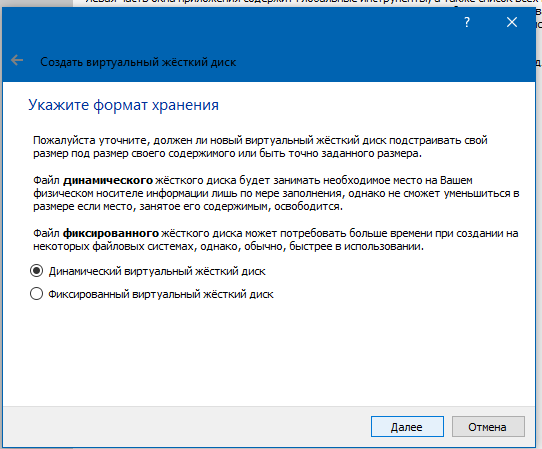 ?
Создать виртуальный жёсткий диск
Укажите формат хранения
Пожалуйста уточните, должен ли новый виртуальный жёсткий диск подстраивать свой
размер под размер своего содержимого или быть точно заданного размера.
Файл динамического жёсткого диска будет занимать необходимое место на Вашем
физическом носителе информации лишь по мере заполнения, однако не сможет уменьшиться в
размере если место, занятое его содержимым, освободится.
Файл фиксированного жёсткого диска может потребовать больше времени при создании на
некоторых файловых системах, однако, обычно, быстрее в использовании.
Динамический виртуальный жёсткий диск
Фиксированный виртуальный жёсткий диск
Далее
Отмена